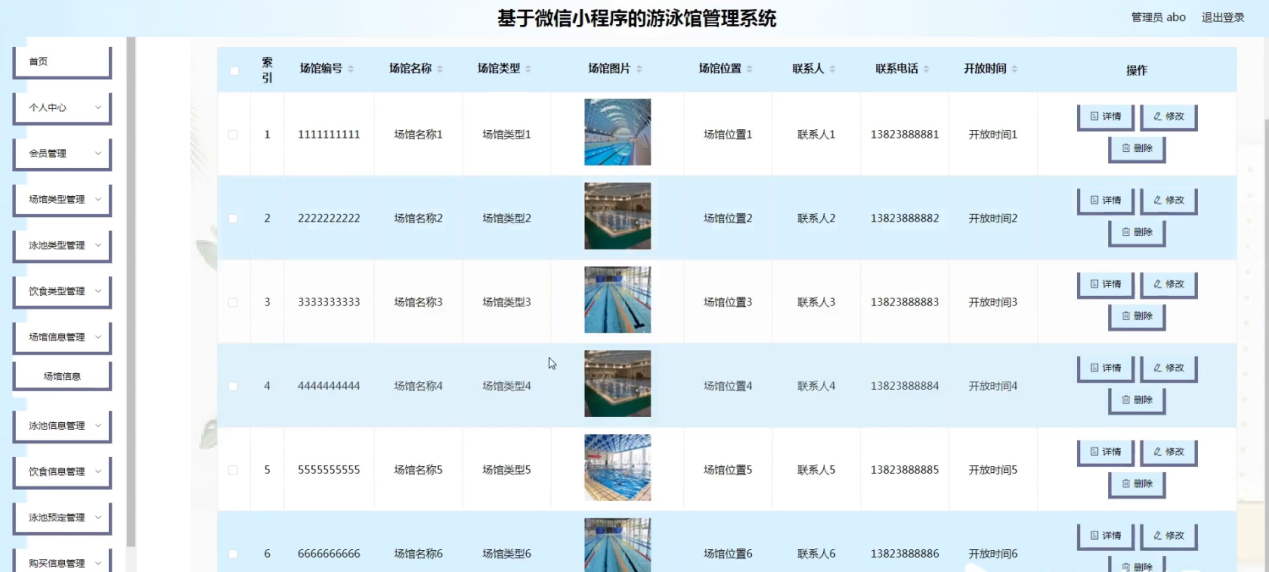 基于微信小程序的游泳馆管理系统
管理员 abo 退出登录
首页
个人中心
会员管理
场馆类型管理
泳池类型管理
饮食类型管理
场馆信息管理
场馆信息
泳池信息管理
饮食信息管理
泳池预定管理
购买信息管理
索引 场馆编号 场馆名称 场馆类型 场馆图片 场馆位置 联系人 联系电话 开放时间 操作
1 1111111111 场馆名称1 场馆类型1 场馆位置1 联系人1 13823888881 开放时间1 详情 修改
删除
2 2222222222 场馆名称2 场馆类型2 场馆位置2 联系人2 13823888882 开放时间2 详情 修改
删除
3 3333333333 场馆名称3 场馆类型3 场馆位置3 联系人3 13823888883 开放时间3 详情 修改
删除
4 4444444444 场馆名称4 场馆类型4 场馆位置4 联系人4 13823888884 开放时间4 详情 修改
删除
5 5555555555 场馆名称5 场馆类型5 场馆位置5 联系人5 13823888885 开放时间5 详情 修改
删除
6 6666666666 场馆名称6 场馆类型6 场馆位置6 联系人6 13823888886 开放时间6 详情 修改
删除